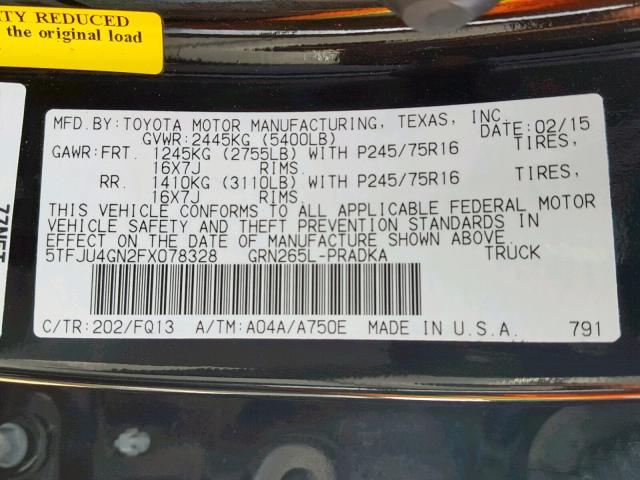 ITY REDUCED
the original load
MFD.BY:TOYOTA MOTOR MANUFACTURING, TEXAS, INC.
GVWR:2445KG (5400LB) DATE:02/15
GAWR:FRT. 1245KG (2755LB) WITH P245/75R16 TIRES,
16X7J RIMS.
RR. 1410KG (3110LB) WITH P245/75R16 TIRES,
16X7J RIMS.
THIS VEHICLE CONFORMS TO ALL APPLICABLE FEDERAL MOTOR
VEHICLE SAFETY AND THEFT PREVENTION STANDARDS IN
EFFECT ON THE DATE OF MANUFACTURE SHOWN ABOVE.
5TFJU4GN2FX078328 GRN265L-PRADKA TRUCK
C/TR:202/FQ13 A/TM:A04A/A750E MADE IN U.S.A. 791